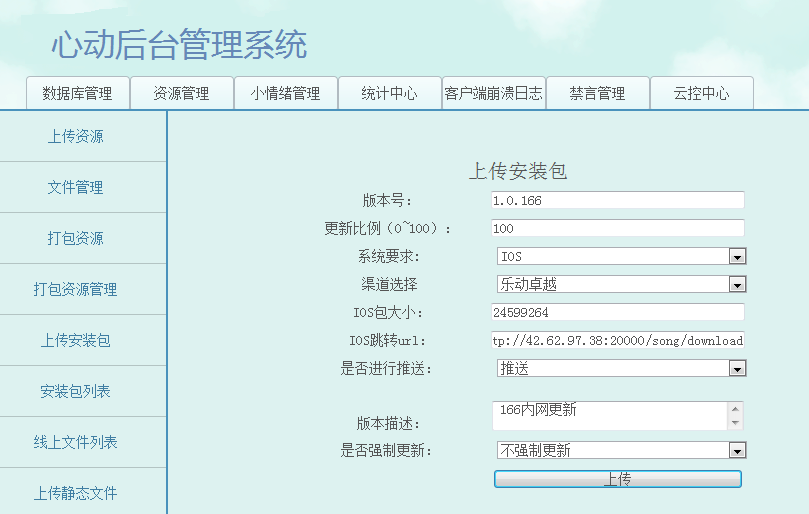 心动后台管理系统
数据库管理 资源管理 小情绪管理 统计中心 客户端崩溃日志 禁言管理 云控中心
上传资源
文件管理
打包资源
打包资源管理
上传安装包
安装包列表
线上文件列表
上传静态文件
上传安装包
版本号: 1.0.166
更新比例（0~100）: 100
系统要求: IOS
渠道选择 乐动卓越
IOS包大小: 24599264
IOS跳转url: tp://42.62.97.38:20000/song/download
是否进行推送: 推送
版本描述: 166内网更新
是否强制更新: 不强制更新
上传